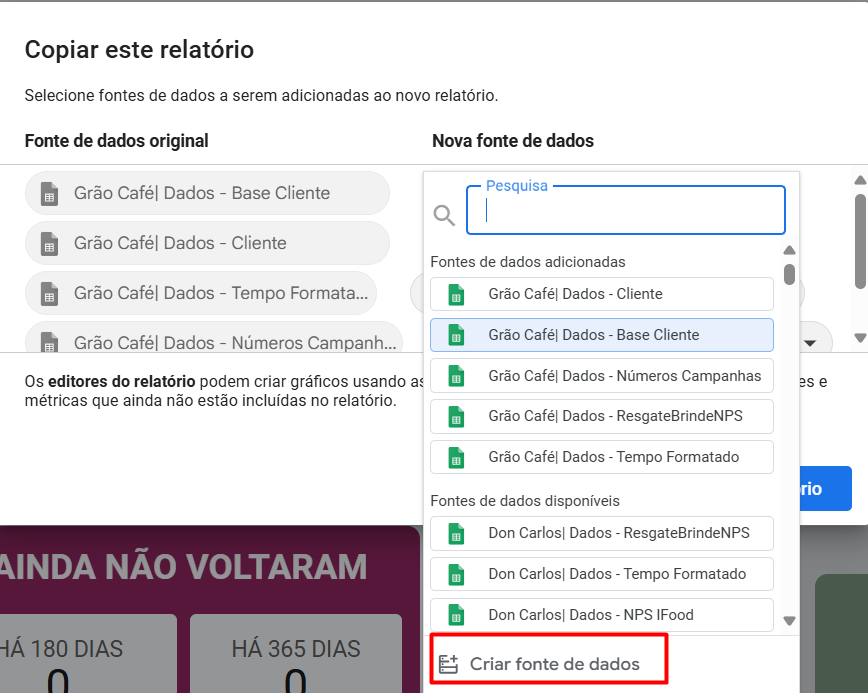 Copiar este relatório
Selecione fontes de dados a serem adicionadas ao novo relatório.
Fonte de dados original
Nova fonte de dados
Grão Café| Dados - Base Cliente
Grão Café| Dados - Cliente
Grão Café| Dados - Tempo Formata...
Grão Café| Dados - Números Campanh...
Pesquisa
Fontes de dados adicionadas
Grão Café| Dados - Cliente
Grão Café| Dados - Base Cliente
Grão Café| Dados - Números Campanhas
Grão Café| Dados - ResgateBrindeNPS
Grão Café| Dados - Tempo Formatado
Fontes de dados disponíveis
Don Carlos| Dados - ResgateBrindeNPS
Don Carlos| Dados - Tempo Formatado
Don Carlos| Dados - NPS IFood
Criar fonte de dados
Os editores do relatório podem criar gráficos usando as
métricas que ainda não estão incluídas no relatório.
AINDA NÃO VOLTARAM
HÁ 180 DIAS
0
HÁ 365 DIAS
0